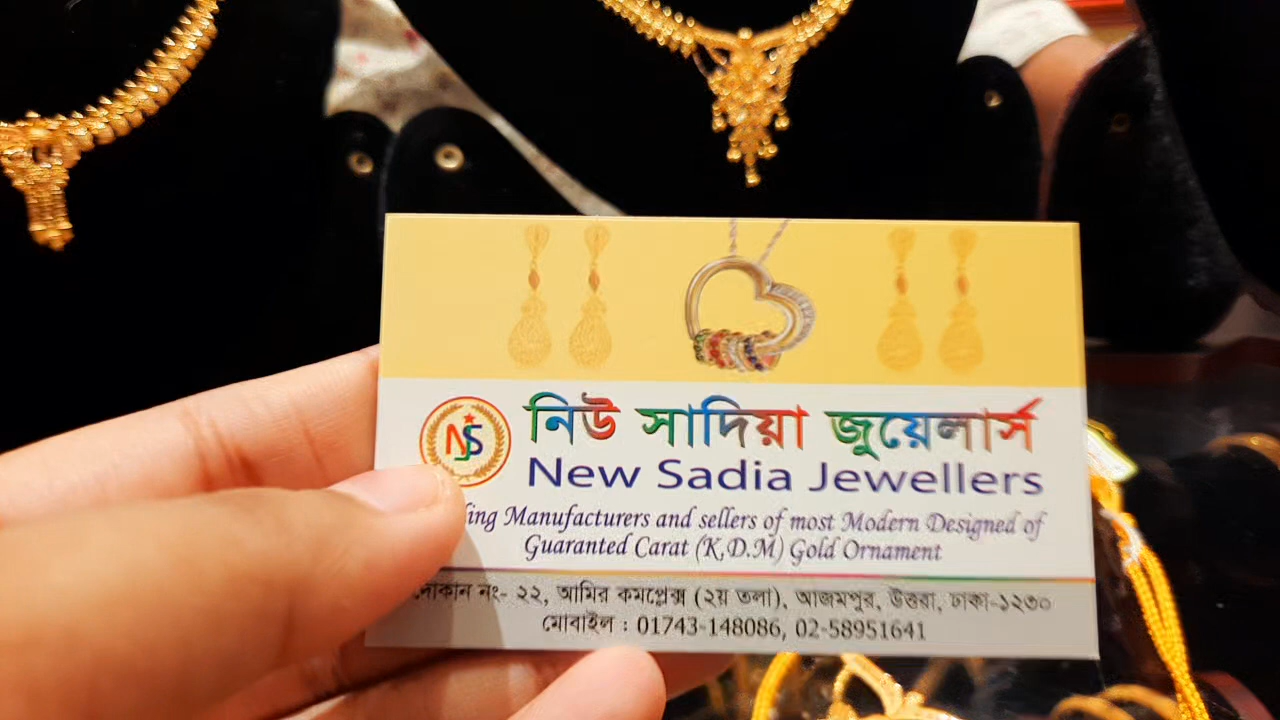 NJS
নিউ সাদিয়া জুয়েলার্স
New Sadia Jewellers
Manufacturers and sellers of most Modern Designed of
Guaranted Carat (K,D.M) Gold Ornament
দোকান নং- ২২, আমির কমপ্লেক্স (২য় তলা), আজমপুর, উত্তরা, ঢাকা-১২৩০
মোবাইল : 01743-148086, 02-58951641